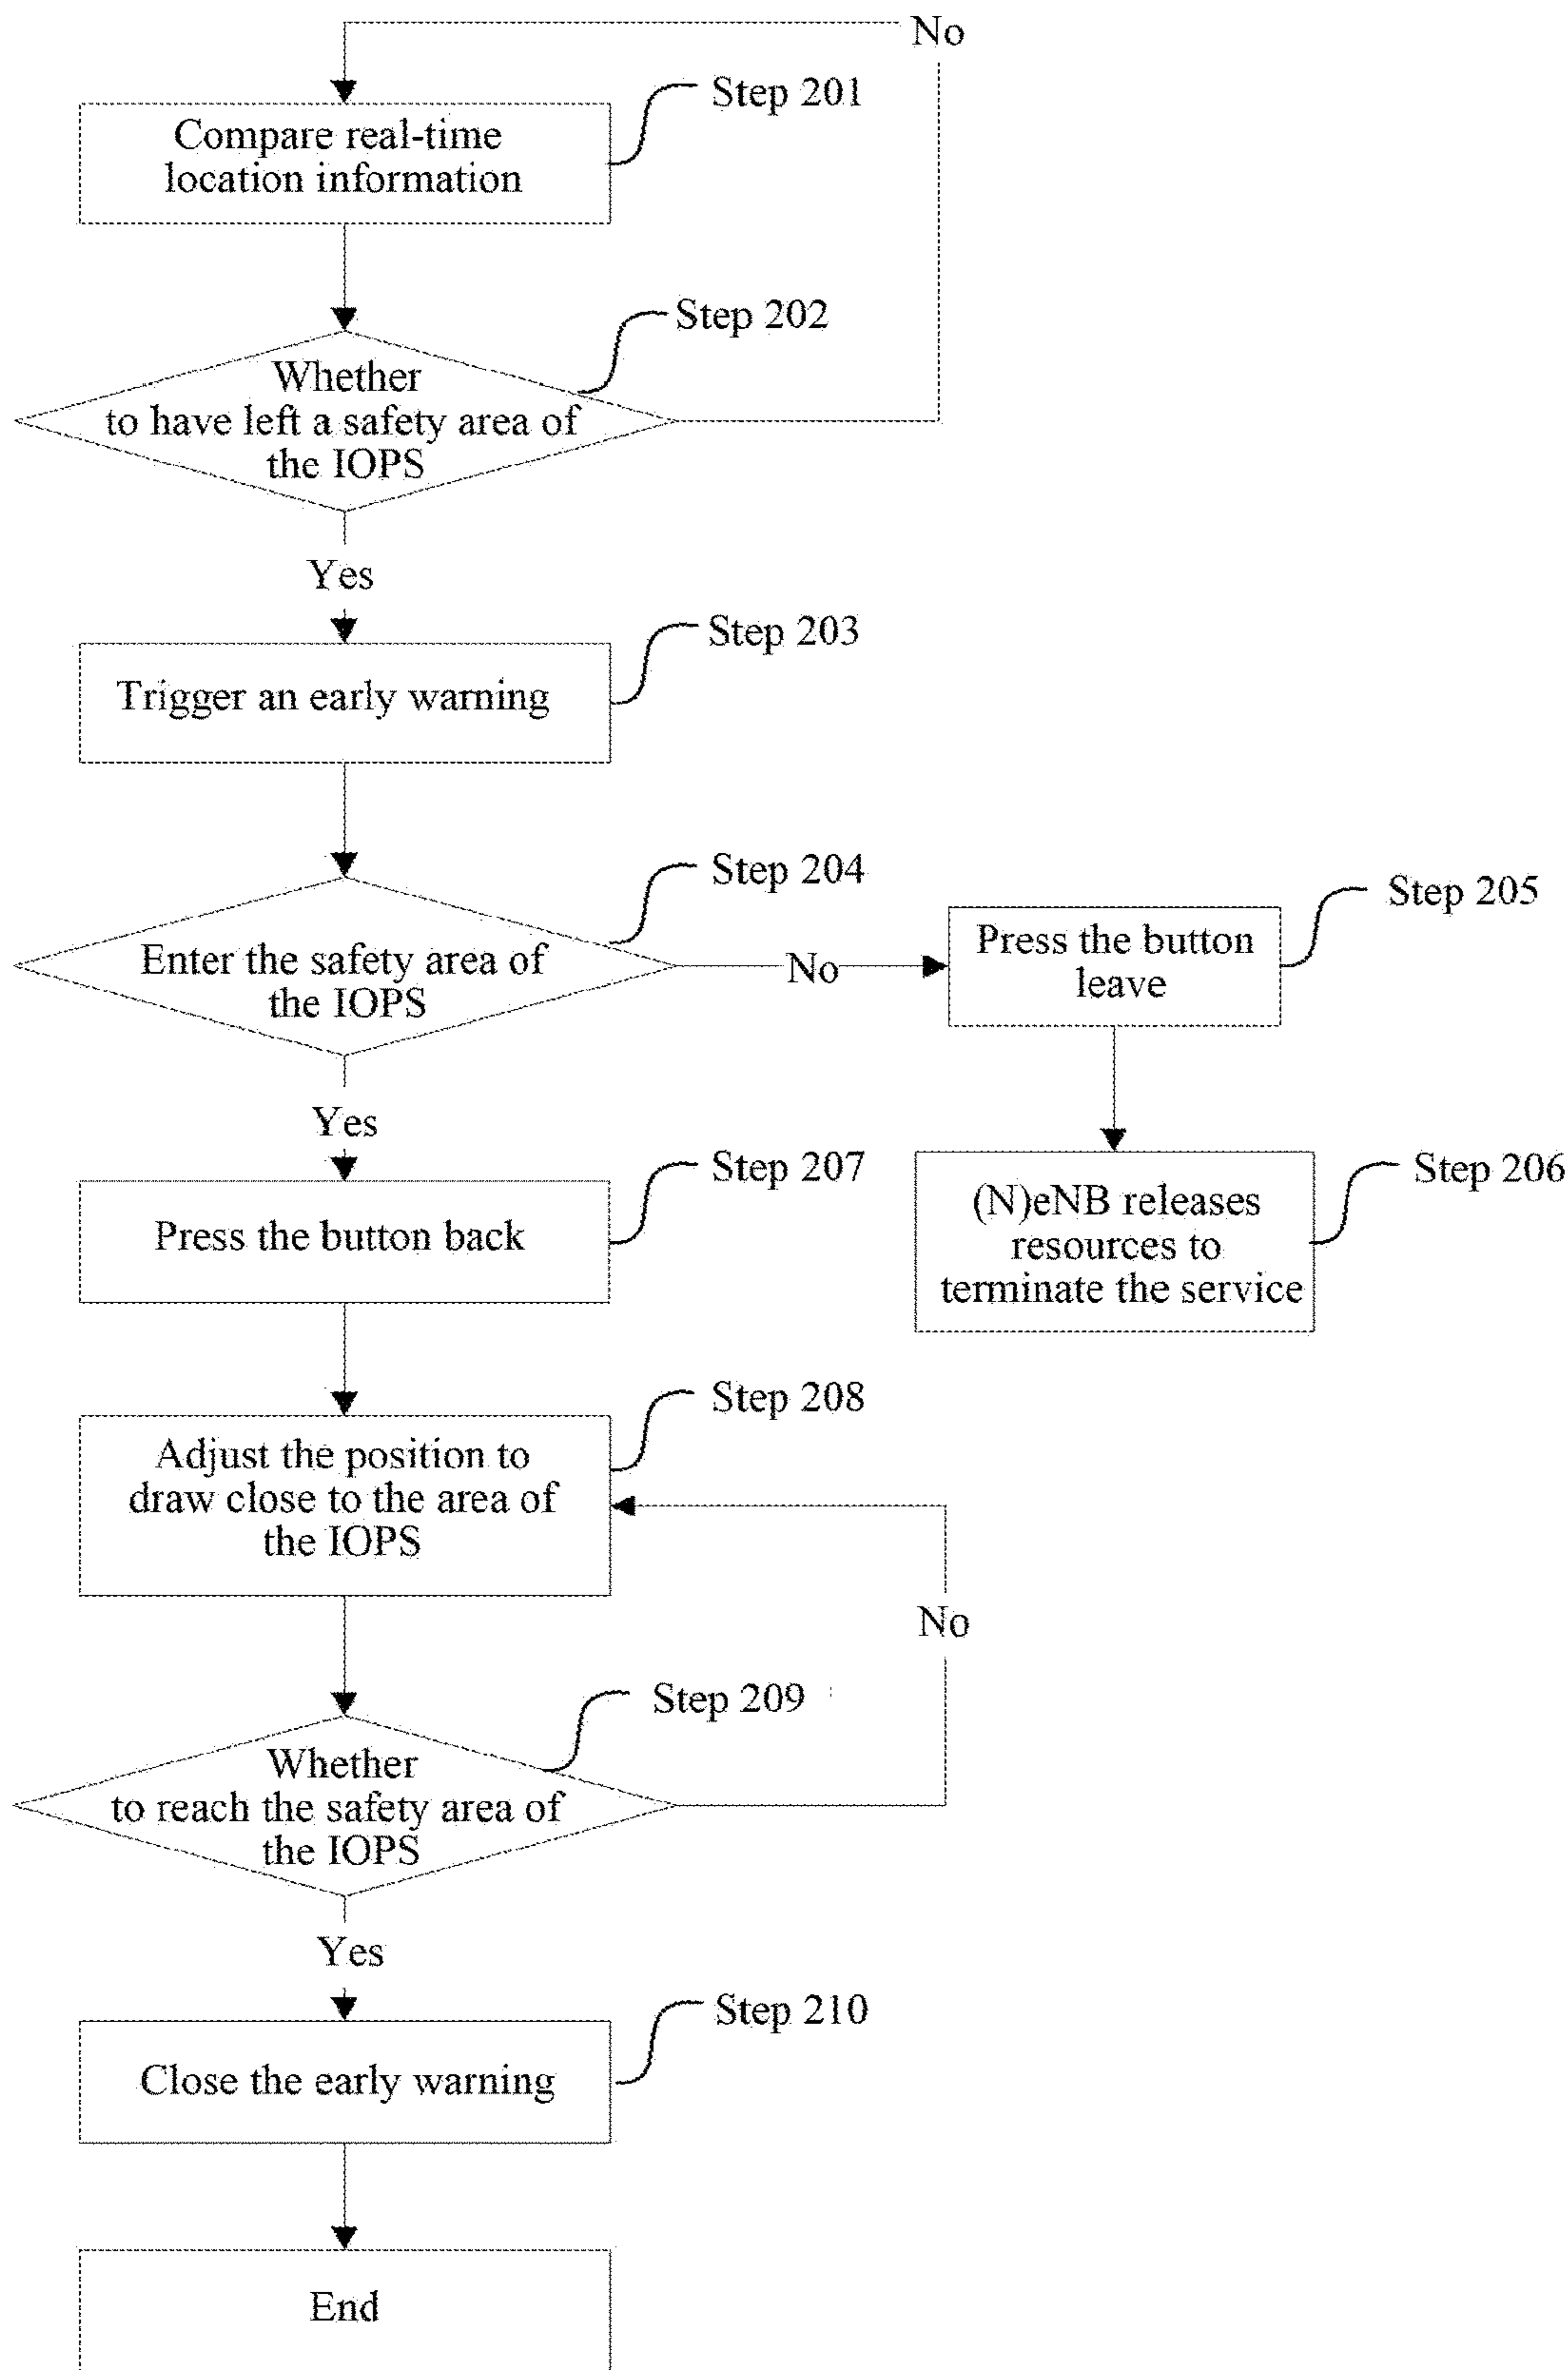 No
Step 201
Compare real-time
location information
Step 202
Whether
to have left a safety area of
the IOPS
Yes
Step 203
Trigger an early warning
Step 204
Enter the safety area of
the IOPS
No
Step 205
Press the button
leave
Yes
Step 207
Press the button back
Step 206
(N)eNB releases
resources to
terminate the service
Step 208
Adjust the position to
draw close to the area of
the IOPS
No
Step 209
Whether
to reach the safety area of
the IOPS
Yes
Step 210
Close the early warning
End